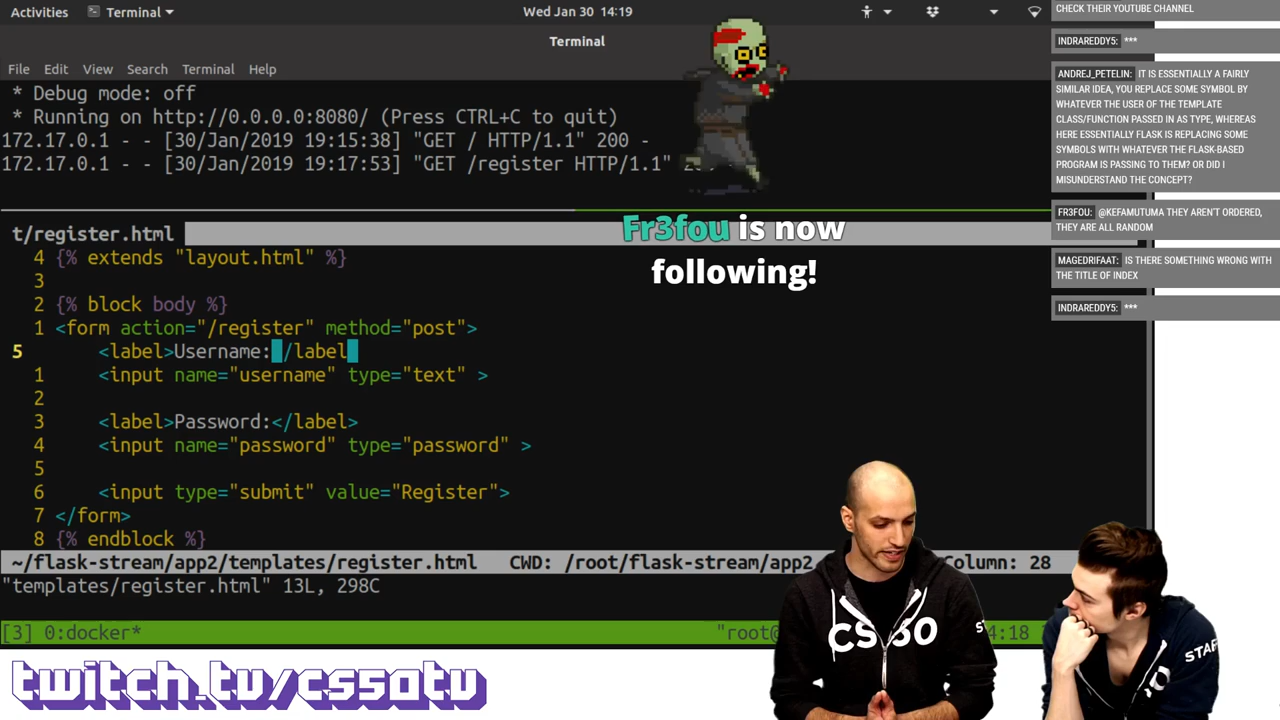 Activities Terminal Wed Jan 30 14:19
Terminal
File Edit View Search Terminal Help
* Debug mode: off
* Running on http://0.0.0.0:8080/ (Press CTRL+C to quit)
172.17.0.1 - - [30/Jan/2019 19:15:38] "GET / HTTP/1.1" 200 -
172.17.0.1 - - [30/Jan/2019 19:17:53] "GET /register HTTP/1.1"
Fr3fou is now
following!
t/register.html
4 {% extends "layout.html" %}
3
2 {% block body %}
1 <form action="/register" method="post">
5 <label>Username:</label>
1 <input name="username" type="text" >
2
3 <label>Password:</label>
4 <input name="password" type="password" >
5
6 <input type="submit" value="Register">
7 </form>
8 {% endblock %}
~/flask-stream/app2/templates/register.html CWD: /root/flask-stream/app2 Column: 28
"templates/register.html" 13L, 298C
[3] 0:docker* "root@ 4:18
twitch.tv/cs50tv
CS50
CHECK THEIR YOUTUBE CHANNEL
INDRAREDDY5: ***
ANDREJ_PETELIN: IT IS ESSENTIALLY A FAIRLY
SIMILAR IDEA, YOU REPLACE SOME SYMBOL BY
WHATEVER THE USER OF THE TEMPLATE
CLASS/FUNCTION PASSED IN AS TYPE, WHEREAS
HERE ESSENTIALLY FLASK IS REPLACING SOME
SYMBOLS WITH WHATEVER THE FLASK-BASED
PROGRAM IS PASSING TO THEM? OR DID I
MISUNDERSTAND THE CONCEPT?
FR3FOU: @KEFAMUTUMA THEY AREN'T ORDERED,
THEY ARE ALL RANDOM
MAGEDRIFAAT: IS THERE SOMETHING WRONG WITH
THE TITLE OF INDEX
INDRAREDDY5: ***